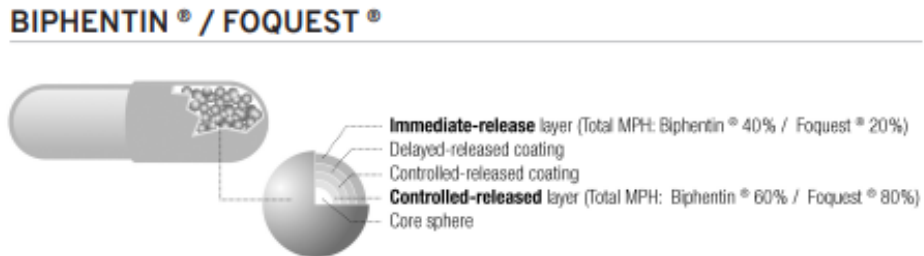 BIPHENTIN ® / FOQUEST ®
Immediate-release layer (Total MPH: Biphentin ® 40% / Foquest ® 20%)
Delayed-released coating
Controlled-released coating
Controlled-released layer (Total MPH: Biphentin ® 60% / Foquest ® 80%)
Core sphere